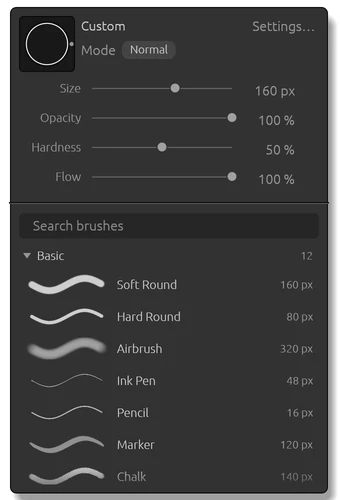 Custom Settings...
Mode Normal
Size 160 px
Opacity 100 %
Hardness 50 %
Flow 100 %
Search brushes
Basic 12
Soft Round 160 px
Hard Round 80 px
Airbrush 320 px
Ink Pen 48 px
Pencil 16 px
Marker 120 px
Chalk 140 px